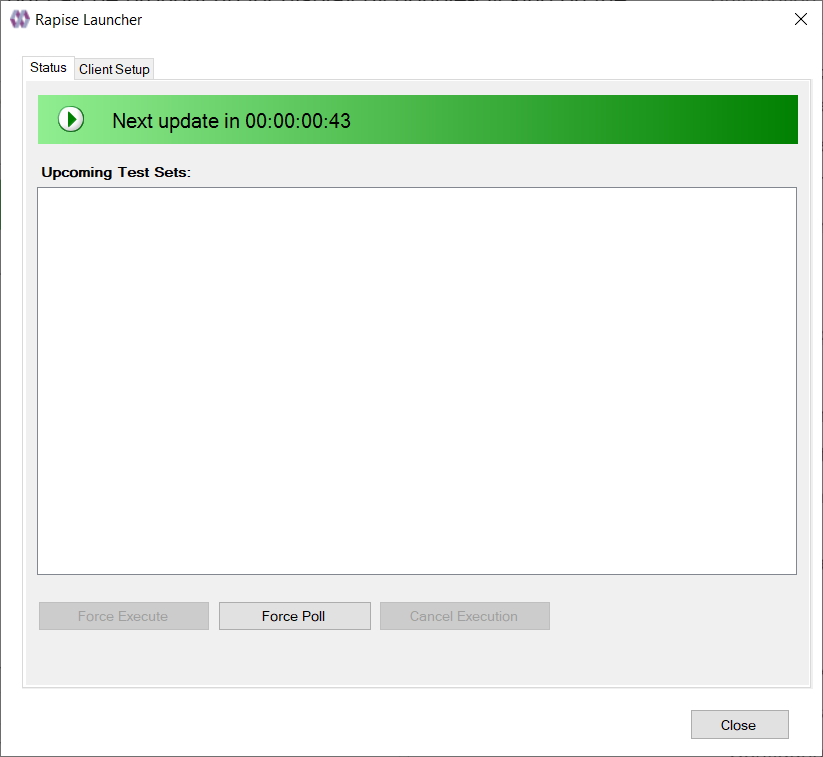 Rapise Launcher
Status
Client Setup
Next update in 00:00:00:43
Upcoming Test Sets:
Force Execute
Force Poll
Cancel Execution
Close